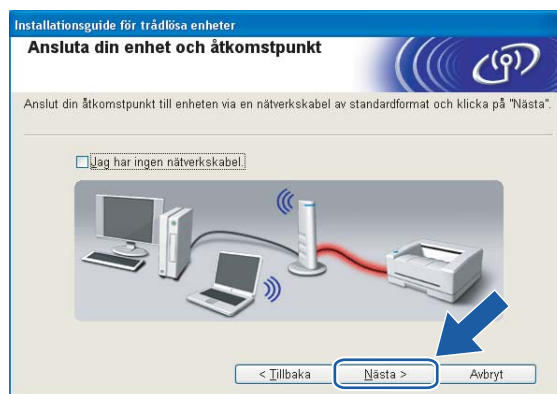 Installationsguide för trådlösa enheter
Ansluta din enhet och åtkomstpunkt
Anslut din åtkomstpunkt till enheten via en nätverkskabel av standardformat och klicka på "Nästa".
Jag har ingen nätverkskabel.
< Tillbaka
Nästa >
Avbryt